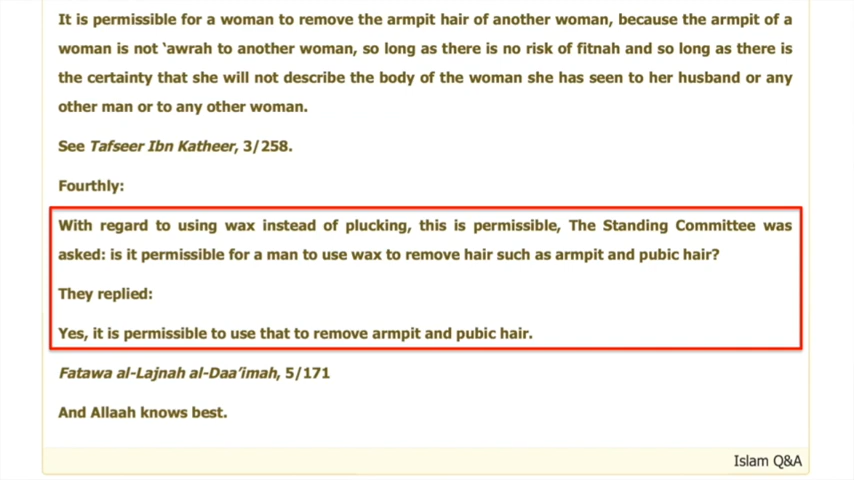 It is permissible for a woman to remove the armpit hair of another woman, because the armpit of a
woman is not ‘awrah to another woman, so long as there is no risk of fitnah and so long as there is
the certainty that she will not describe the body of the woman she has seen to her husband or any
other man or to any other woman.
See Tafseer Ibn Katheer, 3/258.
Fourthly:
With regard to using wax instead of plucking, this is permissible, The Standing Committee was
asked: is it permissible for a man to use wax to remove hair such as armpit and pubic hair?
They replied:
Yes, it is permissible to use that to remove armpit and pubic hair.
Fatawa al-Lajnah al-Daa’imah, 5/171
And Allaah knows best.
Islam Q&A